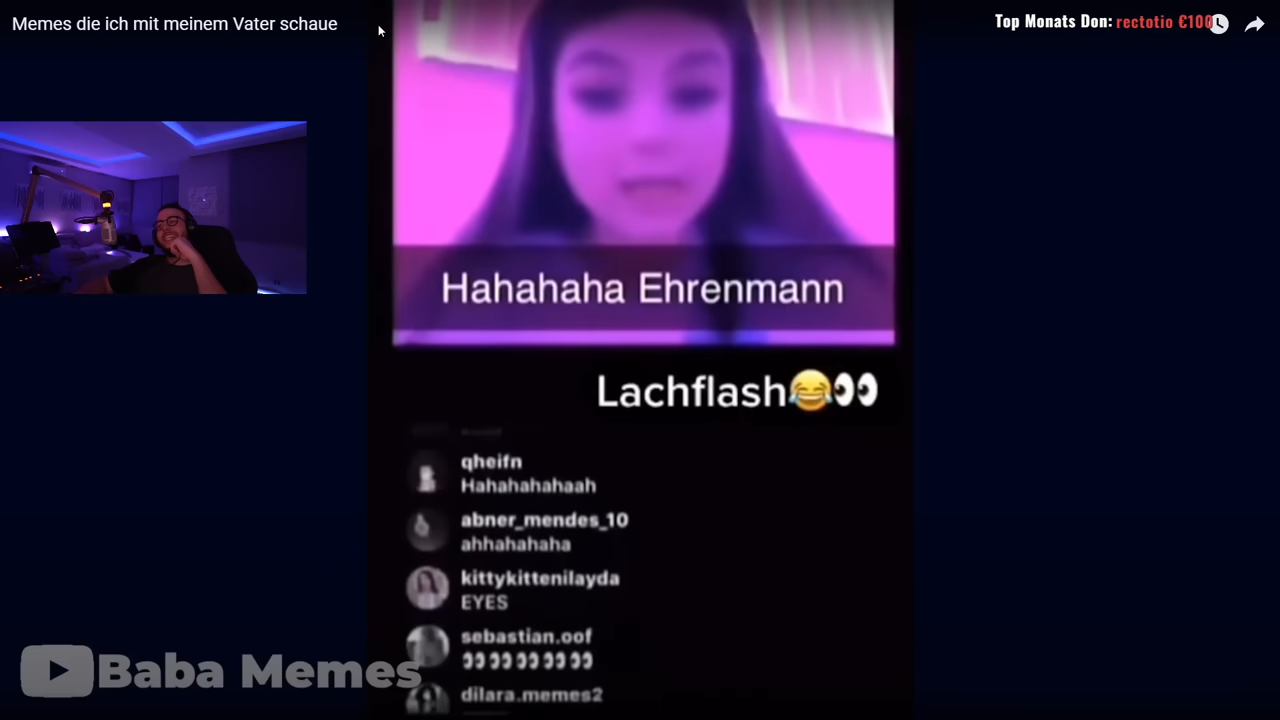 Memes die ich mit meinem Vater schaue
Top Monats Don: rectotio €100
Hahahaha Ehrenmann
Lachflash😂👀
qheifn
Hahahahahaah
abner_mendes_10
ahhahahaha
kittykittenilayda
EYES
sebastian.oof
👀👀👀👀👀👀
dilara.memes2
Baba Memes